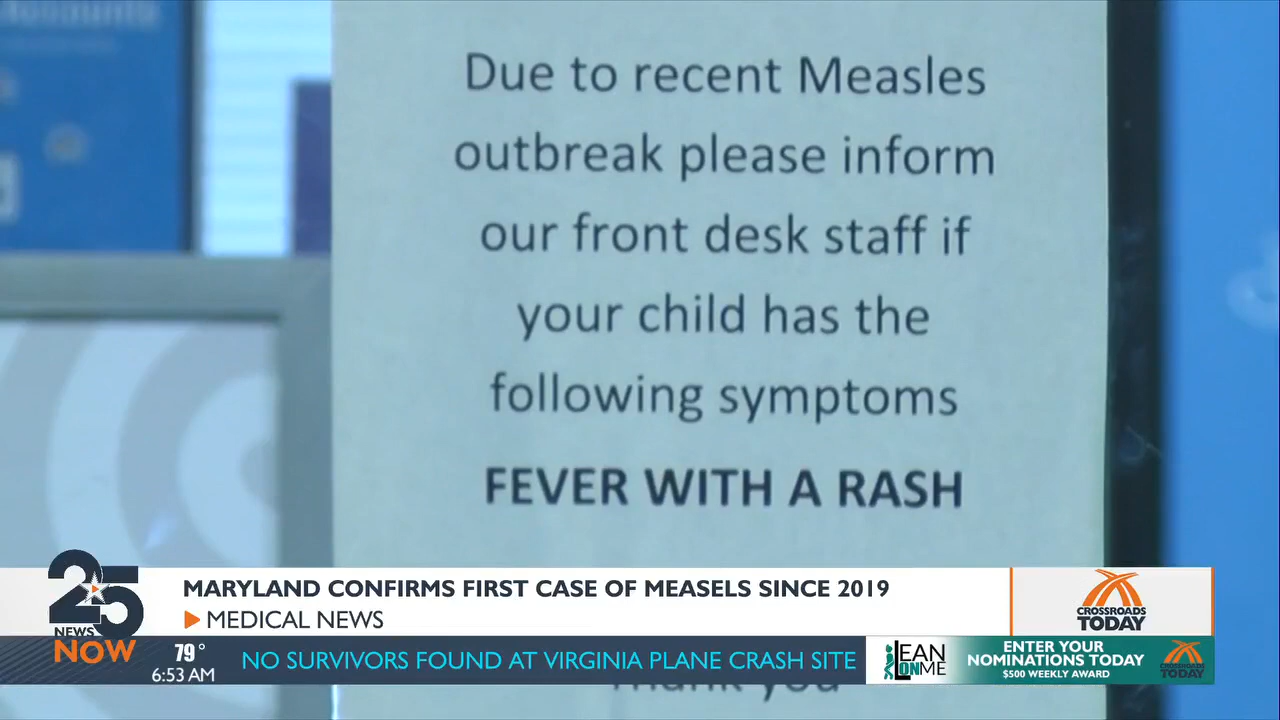 Accounts
Due to recent Measles
outbreak please inform
our front desk staff if
your child has the
following symptoms
FEVER WITH A RASH
Thank you
25
NEWS
NOW
MARYLAND CONFIRMS FIRST CASE OF MEASELS SINCE 2019
MEDICAL NEWS
CROSSROADS
TODAY
79°
6:53 AM
NO SURVIVORS FOUND AT VIRGINIA PLANE CRASH SITE
LEAN
ON ME
ENTER YOUR
NOMINATIONS TODAY
$500 WEEKLY AWARD
CROSSROADS
TODAY